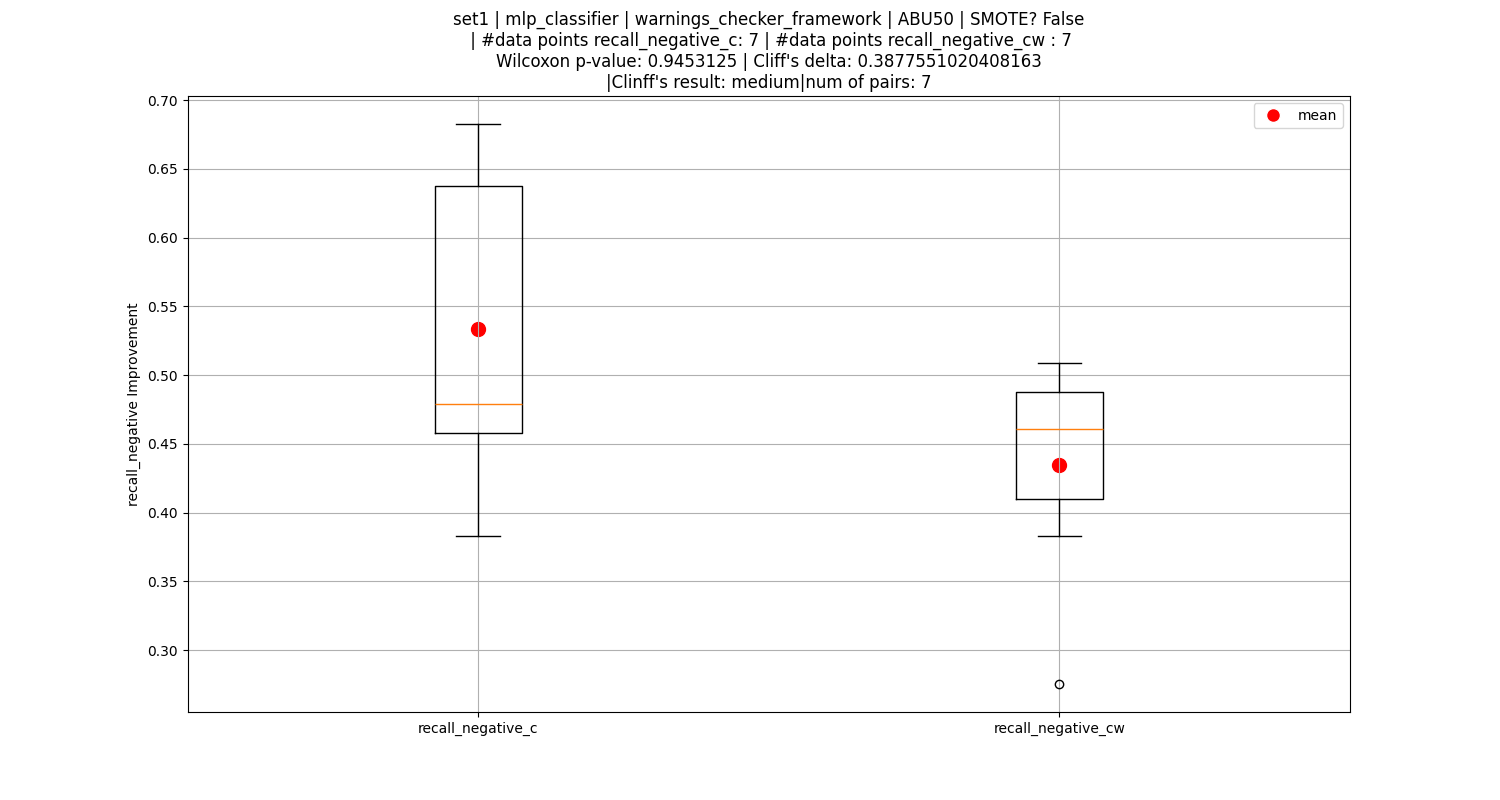 set1 | mlp_classifier | warnings_checker_framework | ABU50 | SMOTE? False
| #data points recall_negative_c: 7 | #data points recall_negative_cw : 7
Wilcoxon p-value: 0.9453125 | Cliff's delta: 0.3877551020408163
|Clinff's result: medium|num of pairs: 7
mean
0.70
0.65
0.60
0.55
0.50
0.45
0.40
0.35
0.30
recall_negative Improvement
recall_negative_c
recall_negative_cw